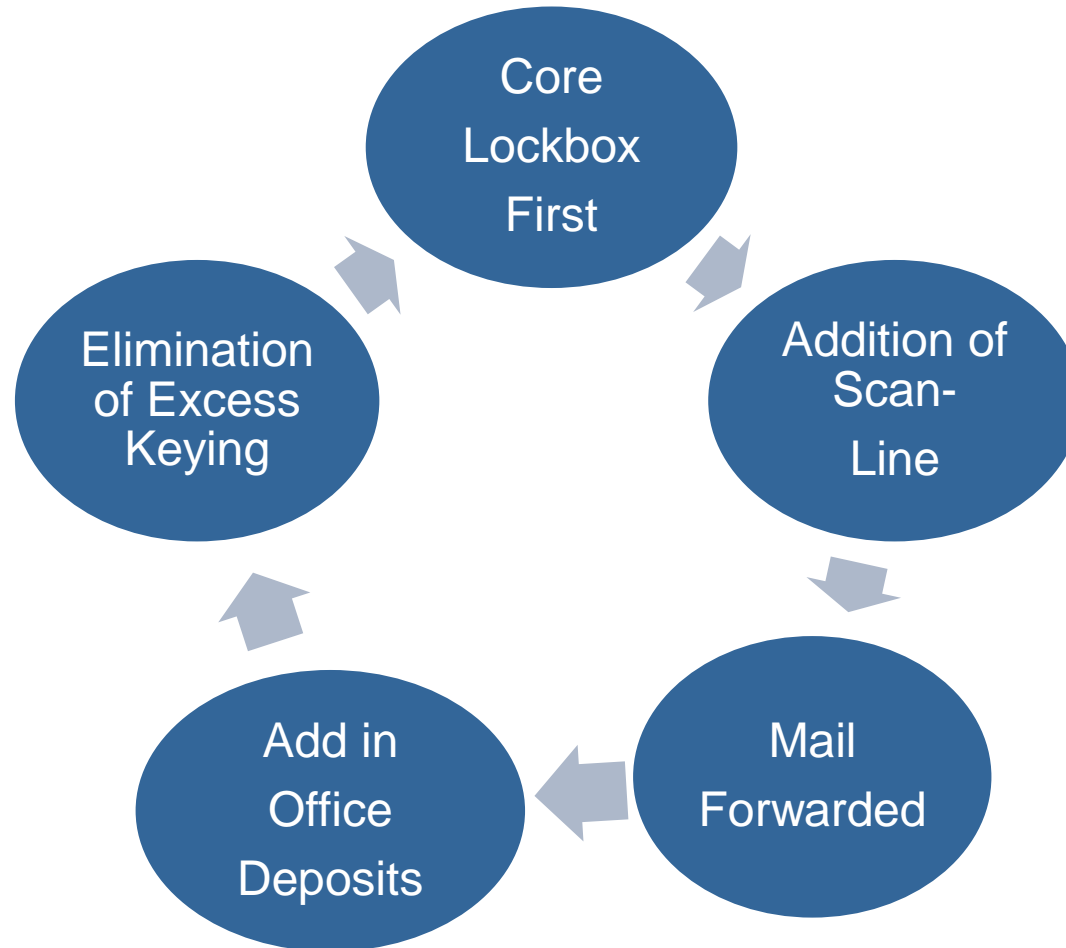 Core
Lockbox
First
Addition of
Scan-
Line
Mail
Forwarded
Add in
Office
Deposits
Elimination
of Excess
Keying